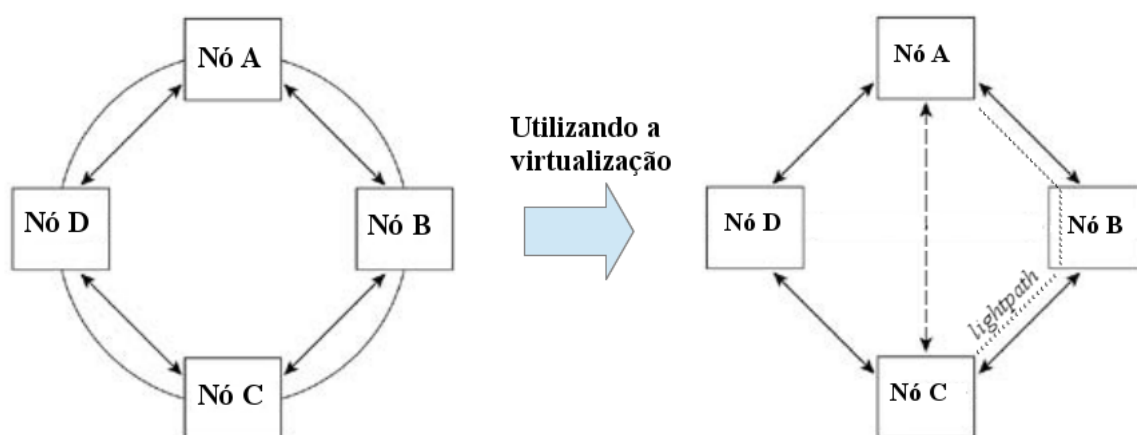 Nó A
Nó D
Nó B
Nó C
Utilizando a
virtualização
Nó A
Nó D
Nó B
lightpath
Nó C